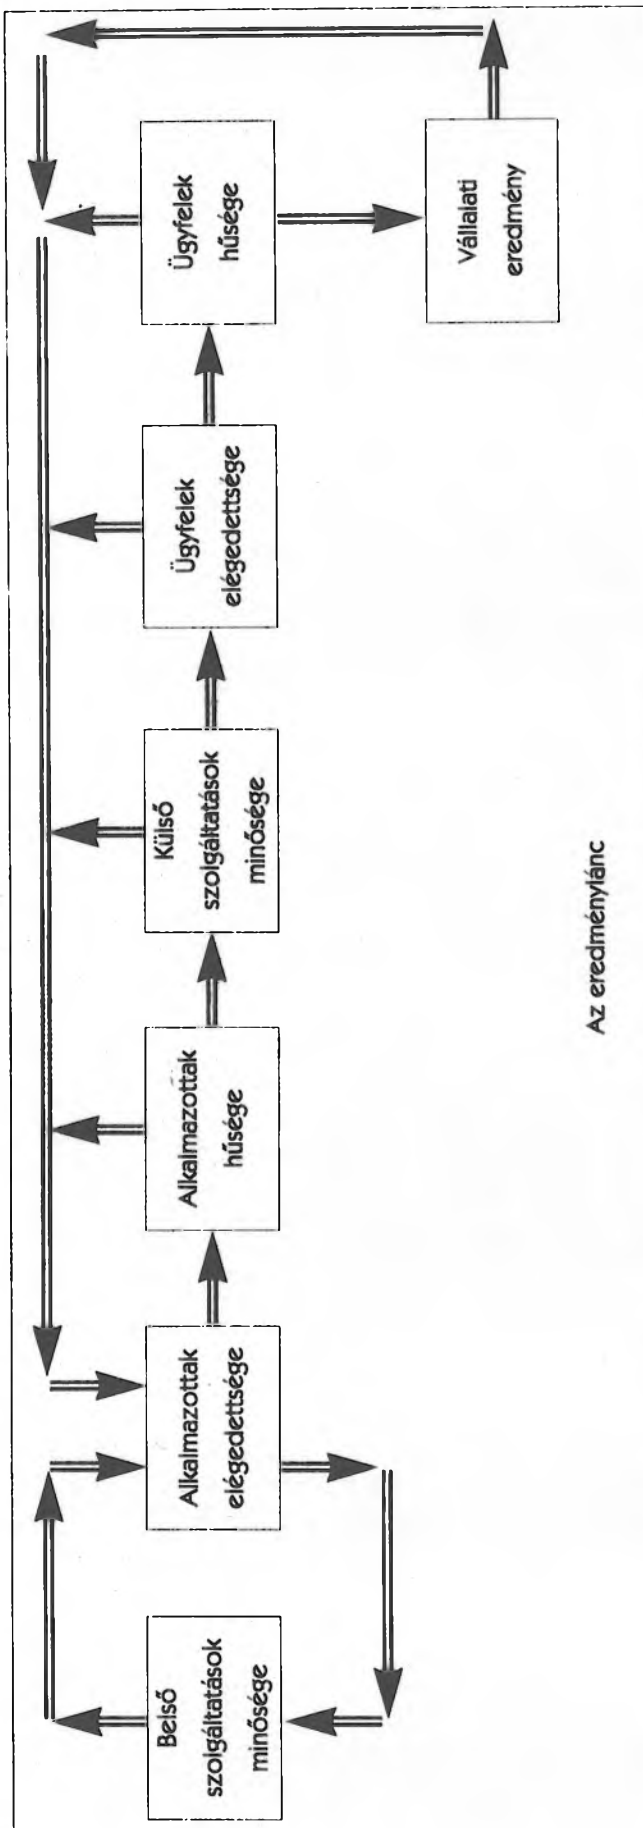 Belső
szolgáltatások
minősége
Alkalmazottak
elégedettsége
Alkalmazottak
hűsége
Külső
szolgáltatások
minősége
Ügyfelek
elégedettsége
Ügyfelek
hűsége
Vállalati
eredmény
Az eredménylánc